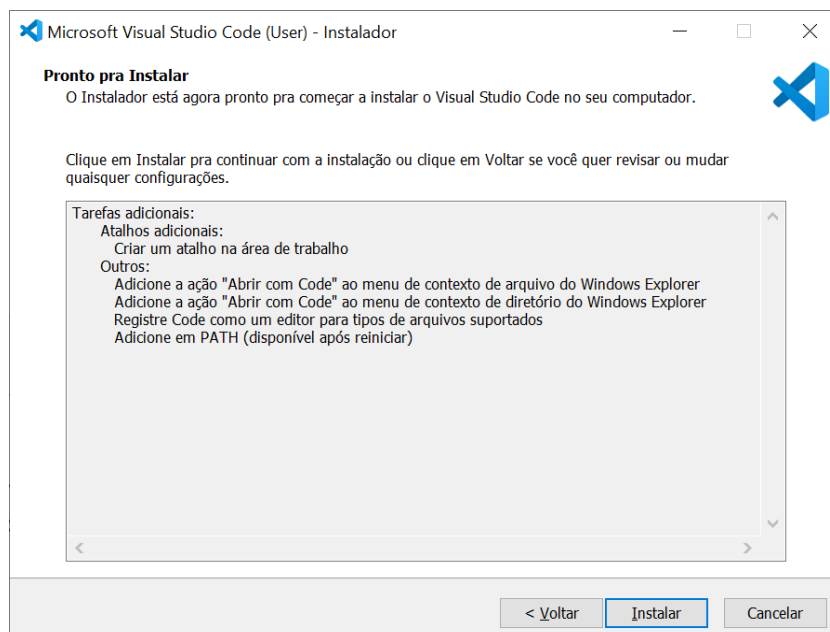 Microsoft Visual Studio Code (User) - Instalador
Pronto pra Instalar
O Instalador está agora pronto pra começar a instalar o Visual Studio Code no seu computador.
Clique em Instalar pra continuar com a instalação ou clique em Voltar se você quer revisar ou mudar
quaisquer configurações.
Tarefas adicionais:
Atalhos adicionais:
Criar um atalho na área de trabalho
Outros:
Adicione a ação "Abrir com Code" ao menu de contexto de arquivo do Windows Explorer
Adicione a ação "Abrir com Code" ao menu de contexto de diretório do Windows Explorer
Registre Code como um editor para tipos de arquivos suportados
Adicione em PATH (disponível após reiniciar)
< Voltar
Instalar
Cancelar